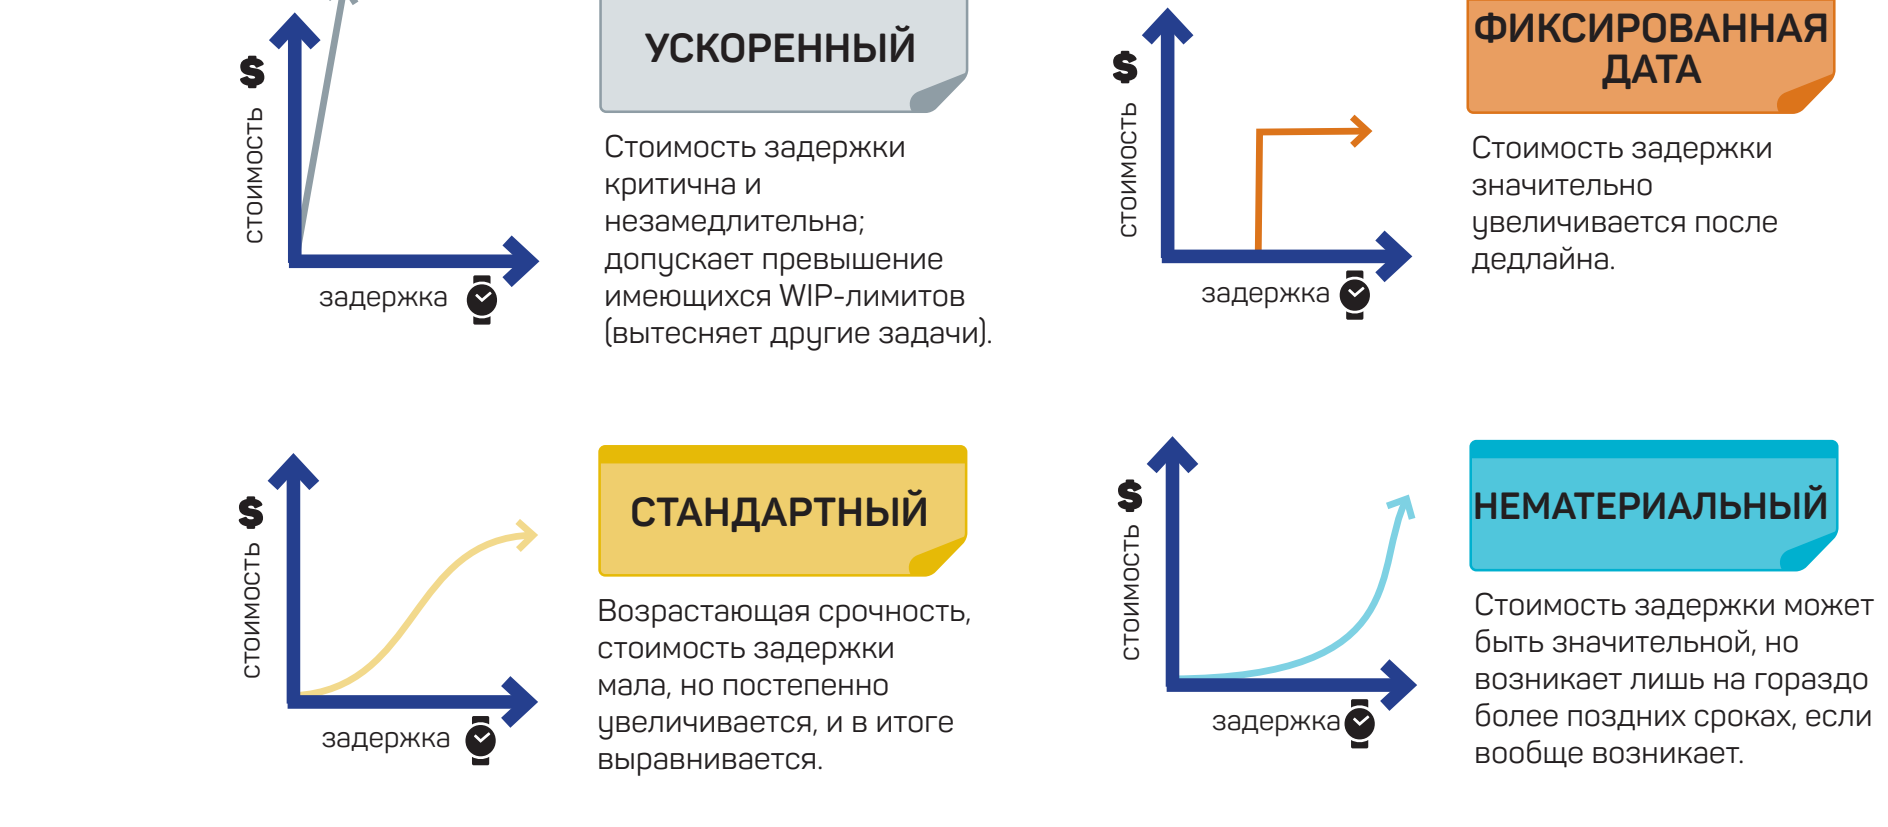 $
стоимость
задержка
УСКОРЕННЫЙ
Стоимость задержки
критична и
незамедлительна;
допускает превышение
имеющихся WIP-лимитов
(вытесняет другие задачи).
$
стоимость
задержка
ФИКСИРОВАННАЯ
ДАТА
Стоимость задержки
значительно
увеличивается после
дедлайна.
$
стоимость
задержка
СТАНДАРТНЫЙ
Возрастающая срочность,
стоимость задержки
мала, но постепенно
увеличивается, и в итоге
выравнивается.
$
стоимость
задержка
НЕМАТЕРИАЛЬНЫЙ
Стоимость задержки может
быть значительной, но
возникает лишь на гораздо
более поздних сроках, если
вообще возникает.